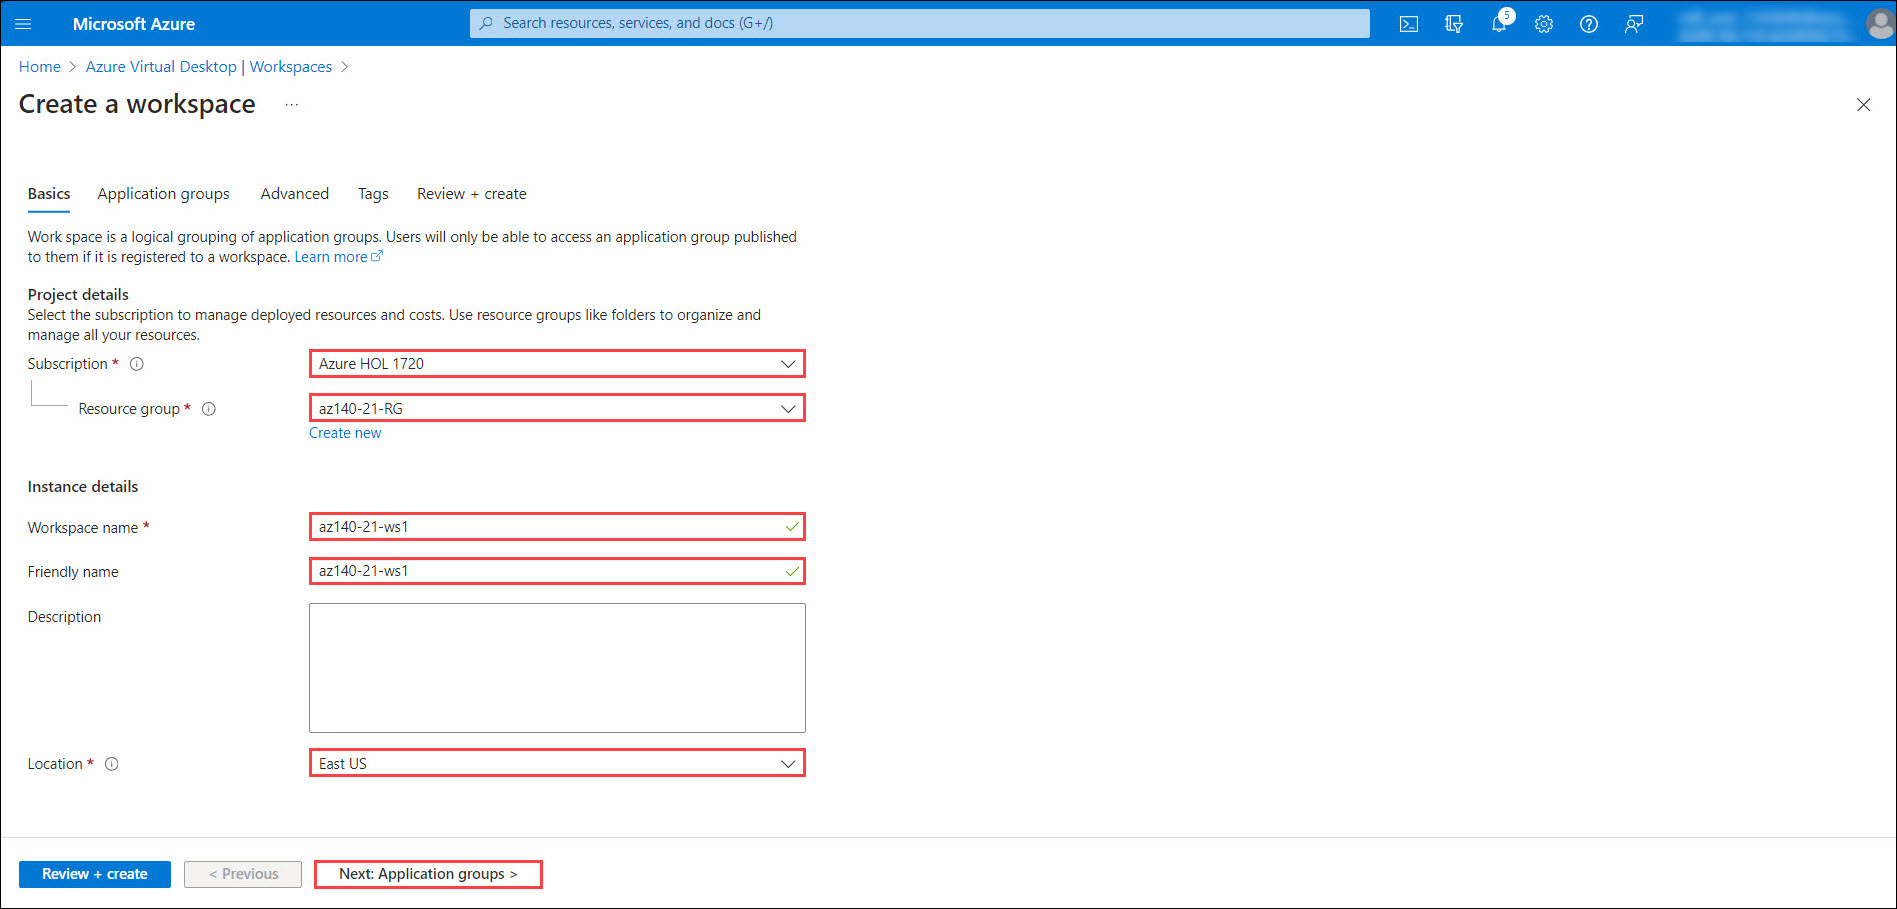 Microsoft Azure
Search resources, services, and docs (G+/)
5
Home > Azure Virtual Desktop | Workspaces >
Create a workspace ...
Basics Application groups Advanced Tags Review + create
Work space is a logical grouping of application groups. Users will only be able to access an application group published
to them if it is registered to a workspace. Learn more
Project details
Select the subscription to manage deployed resources and costs. Use resource groups like folders to organize and
manage all your resources.
Subscription * Azure HOL 1720
Resource group * az140-21-RG
Create new
Instance details
Workspace name * az140-21-ws1
Friendly name az140-21-ws1
Description
Location * East US
Review + create < Previous Next: Application groups >